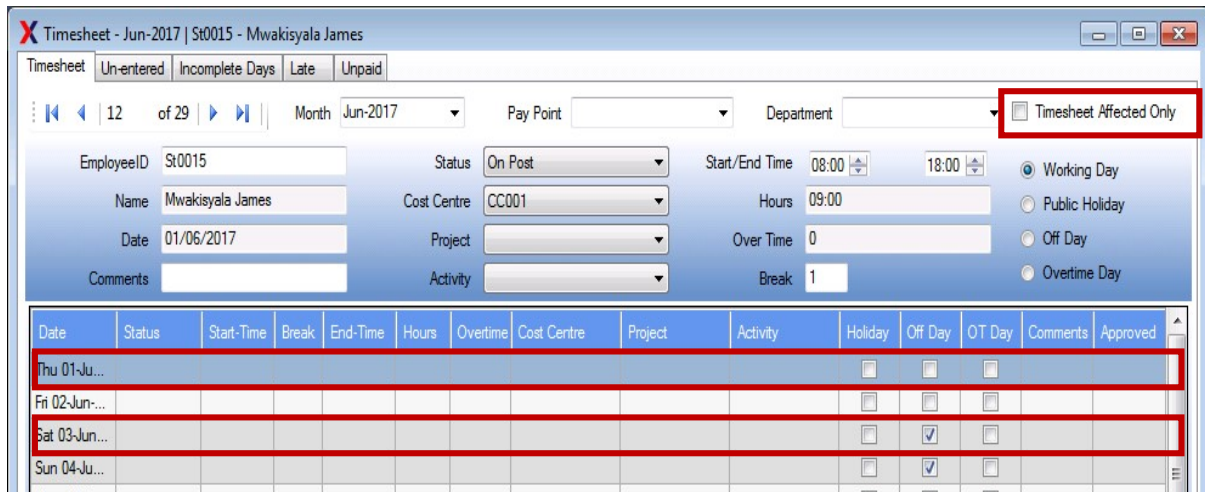 Timesheet - Jun-2017 | St0015 - Mwakisyala James
Timesheet Un-entered Incomplete Days Late Unpaid
12 of 29 Month Jun-2017 Pay Point Department Timesheet Affected Only
EmployeeID St0015 Status On Post Start/End Time 08:00 18:00 Working Day
Name Mwakisyala James Cost Centre CC001 Hours 09:00 Public Holiday
Date 01/06/2017 Project Over Time 0 Off Day
Comments Activity Break 1 Overtime Day
Date Status Start-Time Break End-Time Hours Overtime Cost Centre Project Activity Holiday Off Day OT Day Comments Approved
Thu 01-Ju...
Fri 02-Jun-...
Sat 03-Jun...
Sun 04-Ju...